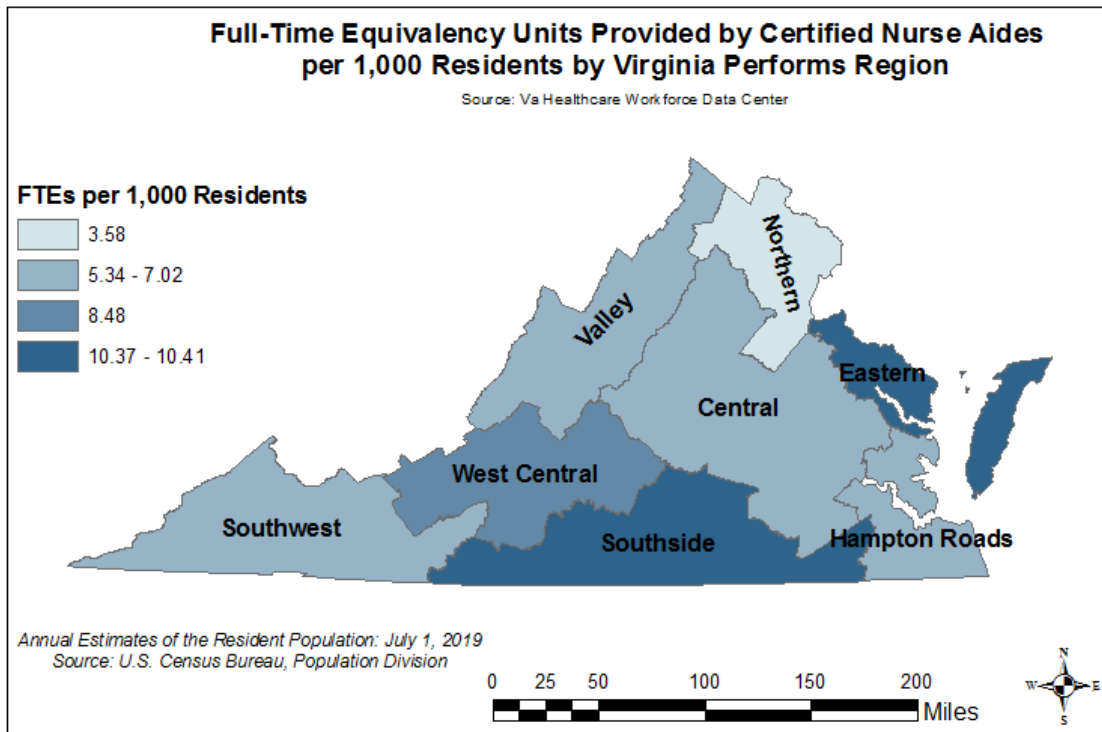 Full-Time Equivalency Units Provided by Certified Nurse Aides
per 1,000 Residents by Virginia Performs Region
Source: Va Healthcare Workforce Data Center
FTEs per 1,000 Residents
3.58
5.34 - 7.02
8.48
10.37 - 10.41
Northern
Valley
Eastern
Central
West Central
Southwest
Southside
Hampton Roads
Annual Estimates of the Resident Population: July 1, 2019
Source: U.S. Census Bureau, Population Division
0 25 50 100 150 200
Miles
N
W E
S